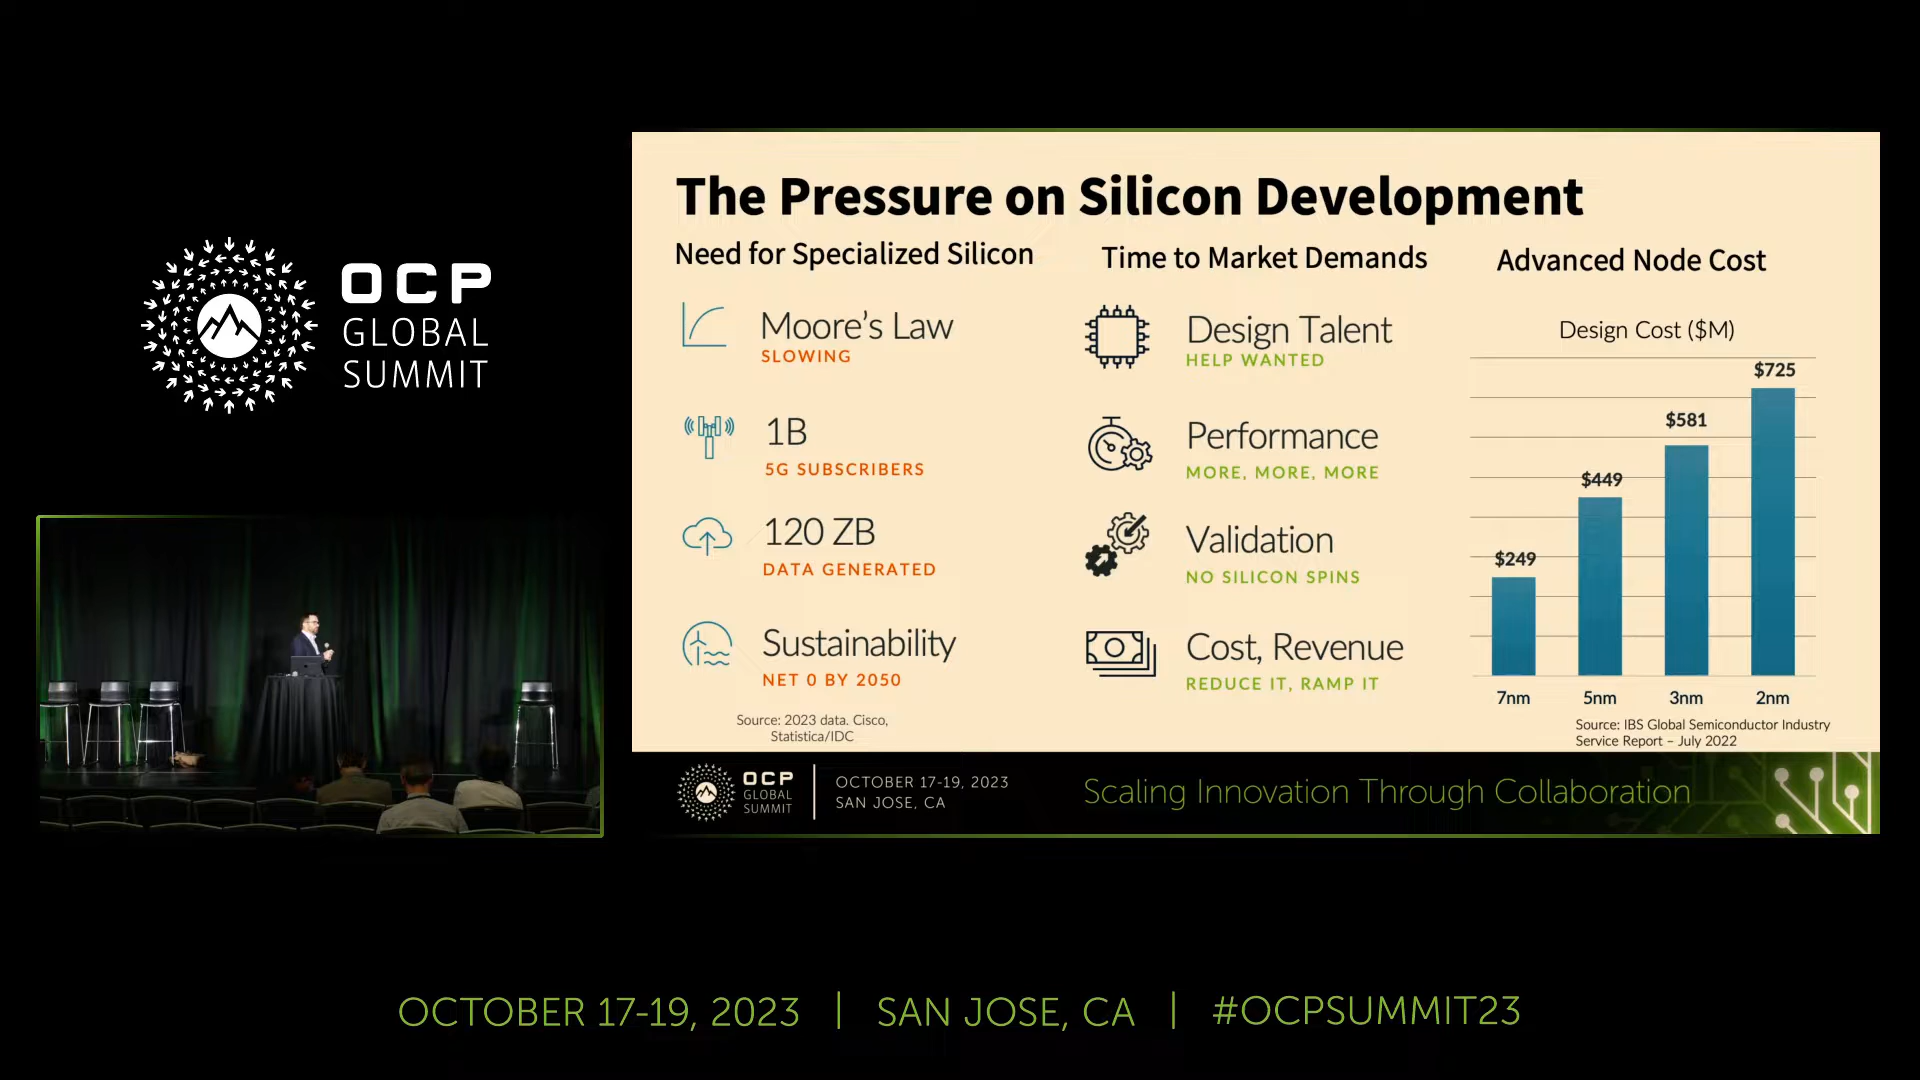 OCP
GLOBAL
SUMMIT
The Pressure on Silicon Development
Need for Specialized Silicon
Moore's Law
SLOWING
1B
5G SUBSCRIBERS
120 ZB
DATA GENERATED
Sustainability
NET 0 BY 2050
Source: 2023 data. Cisco,
Statistica/IDC
Time to Market Demands
Design Talent
HELP WANTED
Performance
MORE, MORE, MORE
Validation
NO SILICON SPINS
Cost, Revenue
REDUCE IT, RAMP IT
Advanced Node Cost
Design Cost ($M)
$249
$449
$581
$725
7nm
5nm
3nm
2nm
Source: IBS Global Semiconductor Industry
Service Report – July 2022
OCP
GLOBAL
SUMMIT
OCTOBER 17-19, 2023
SAN JOSE, CA
Scaling Innovation Through Collaboration
OCTOBER 17-19, 2023 | SAN JOSE, CA | #OCPSUMMIT23